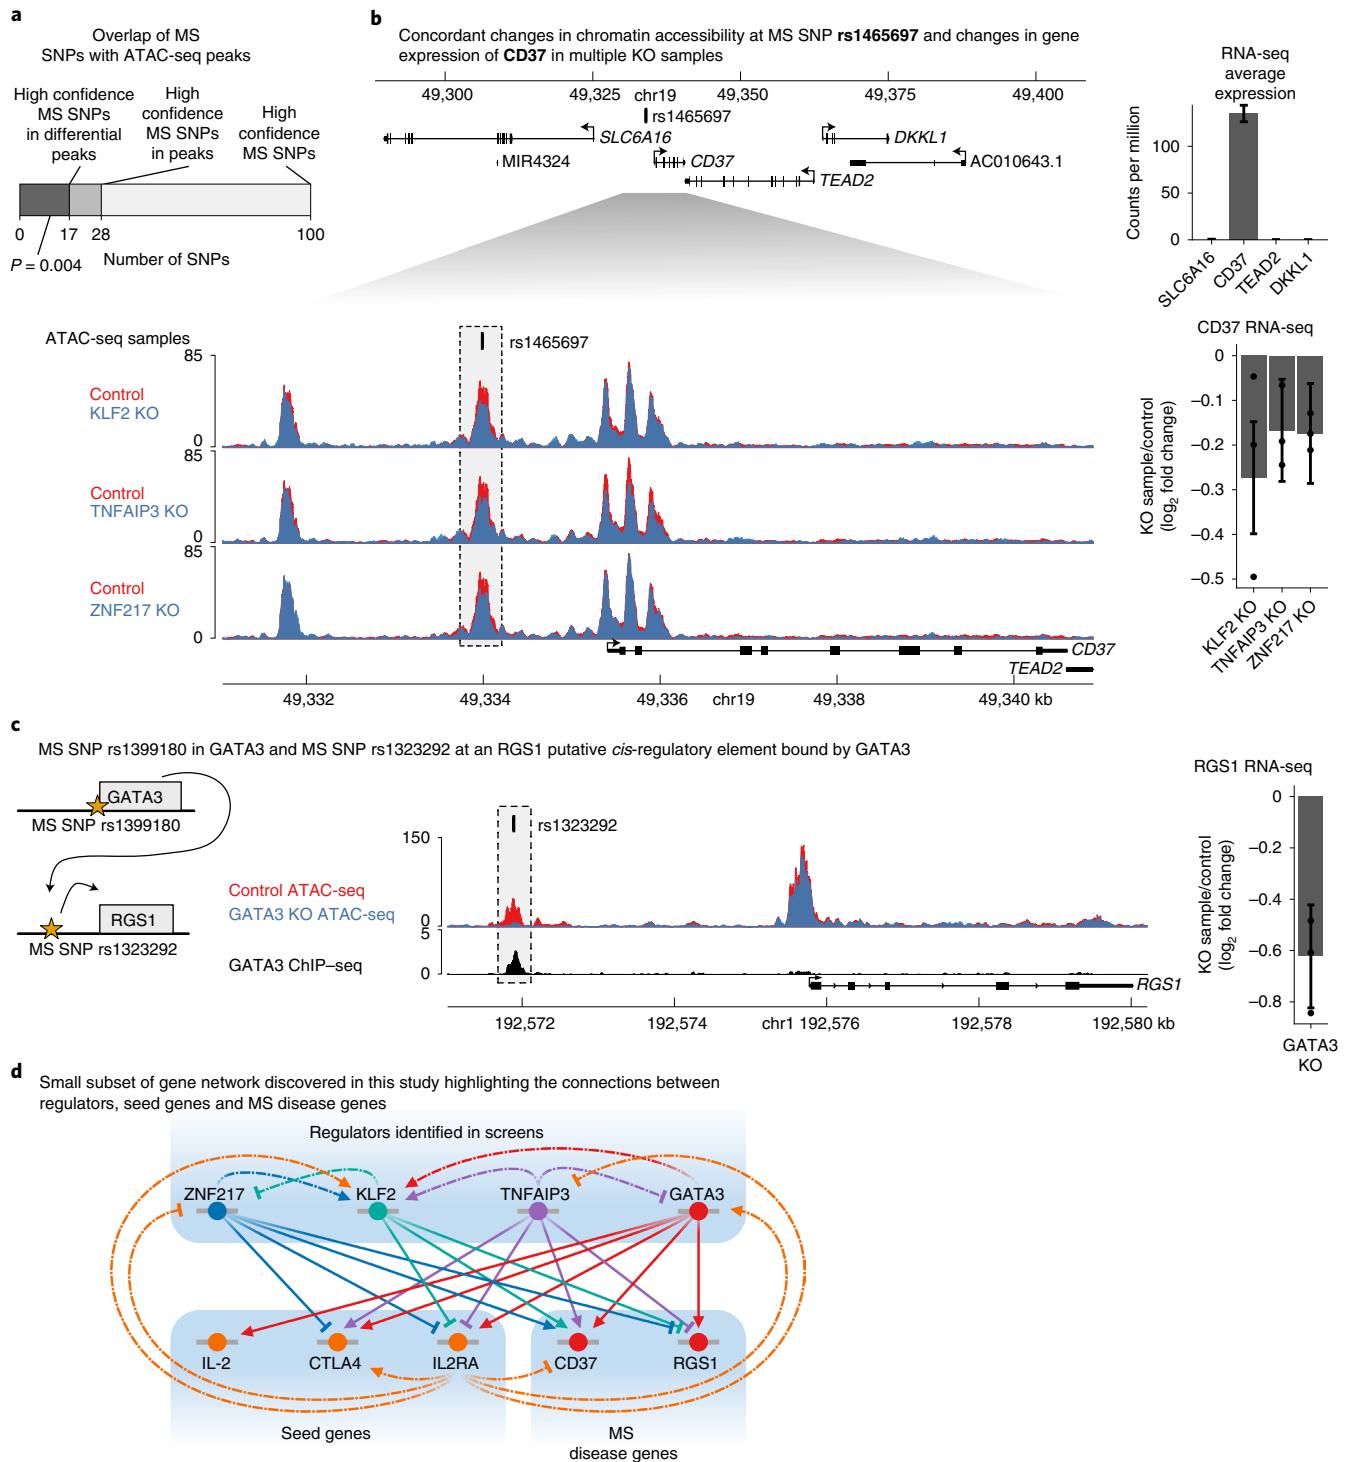 a
Overlap of MS
SNPs with ATAC-seq peaks
High confidence
MS SNPs
in differential
peaks
High
confidence
MS SNPs
in peaks
High
confidence
MS SNPs
0
17
28
100
P = 0.004
Number of SNPs
b
Concordant changes in chromatin accessibility at MS SNP rs1465697 and changes in gene
expression of CD37 in multiple KO samples
49,300
49,325
chr19
49,350
49,375
49,400
rs1465697
SLC6A16
DKKL1
MIR4324
CD37
AC010643.1
TEAD2
RNA-seq
average
expression
Counts per million
100
50
0
SLC6A16
CD37
TEAD2
DKKL1
ATAC-seq samples
rs1465697
85
Control
KLF2 KO
0
85
Control
TNFAIP3 KO
0
85
Control
ZNF217 KO
0
CD37
TEAD2
49,332
49,334
49,336
chr19
49,338
49,340 kb
CD37 RNA-seq
KO sample/control
(log2 fold change)
0
–0.1
–0.2
–0.3
–0.4
–0.5
KLF2 KO
TNFAIP3 KO
ZNF217 KO
c
MS SNP rs1399180 in GATA3 and MS SNP rs1323292 at an RGS1 putative cis-regulatory element bound by GATA3
GATA3
MS SNP rs1399180
RGS1
MS SNP rs1323292
rs1323292
150
Control ATAC-seq
GATA3 KO ATAC-seq
0
5
GATA3 ChIP–seq
0
RGS1
192,572
192,574
chr1
192,576
192,578
192,580 kb
RGS1 RNA-seq
KO sample/control
(log2 fold change)
0
–0.2
–0.4
–0.6
–0.8
GATA3
KO
d
Small subset of gene network discovered in this study highlighting the connections between
regulators, seed genes and MS disease genes
Regulators identified in screens
ZNF217
KLF2
TNFAIP3
GATA3
IL-2
CTLA4
IL2RA
CD37
RGS1
Seed genes
MS
disease genes